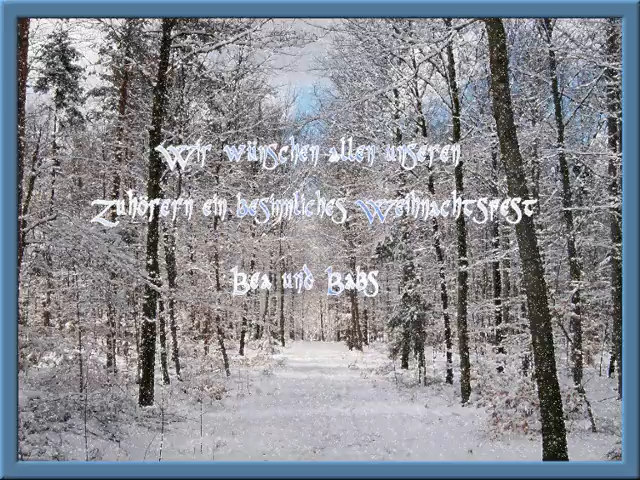 Wir wünschen allen unseren
Zuhörern ein besinnliches Weihnachtsfest
Bea und Babs